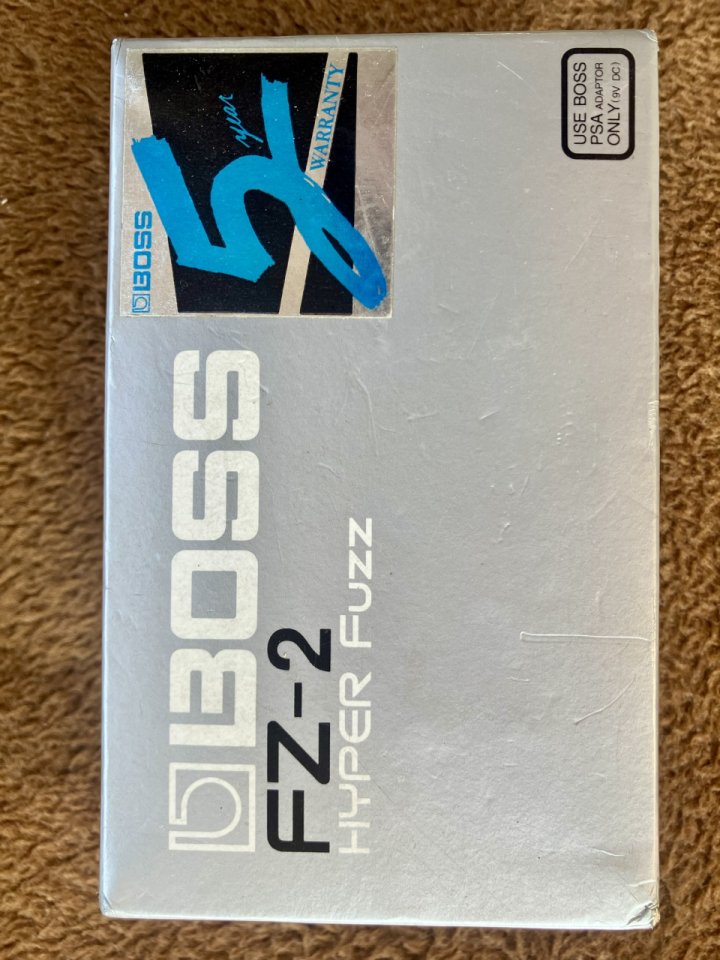 BOSS
5
year
WARRANTY
USE BOSS
PSA ADAPTOR
ONLY (9V DC)
BOSS
FZ-2
HYPER FUZZ